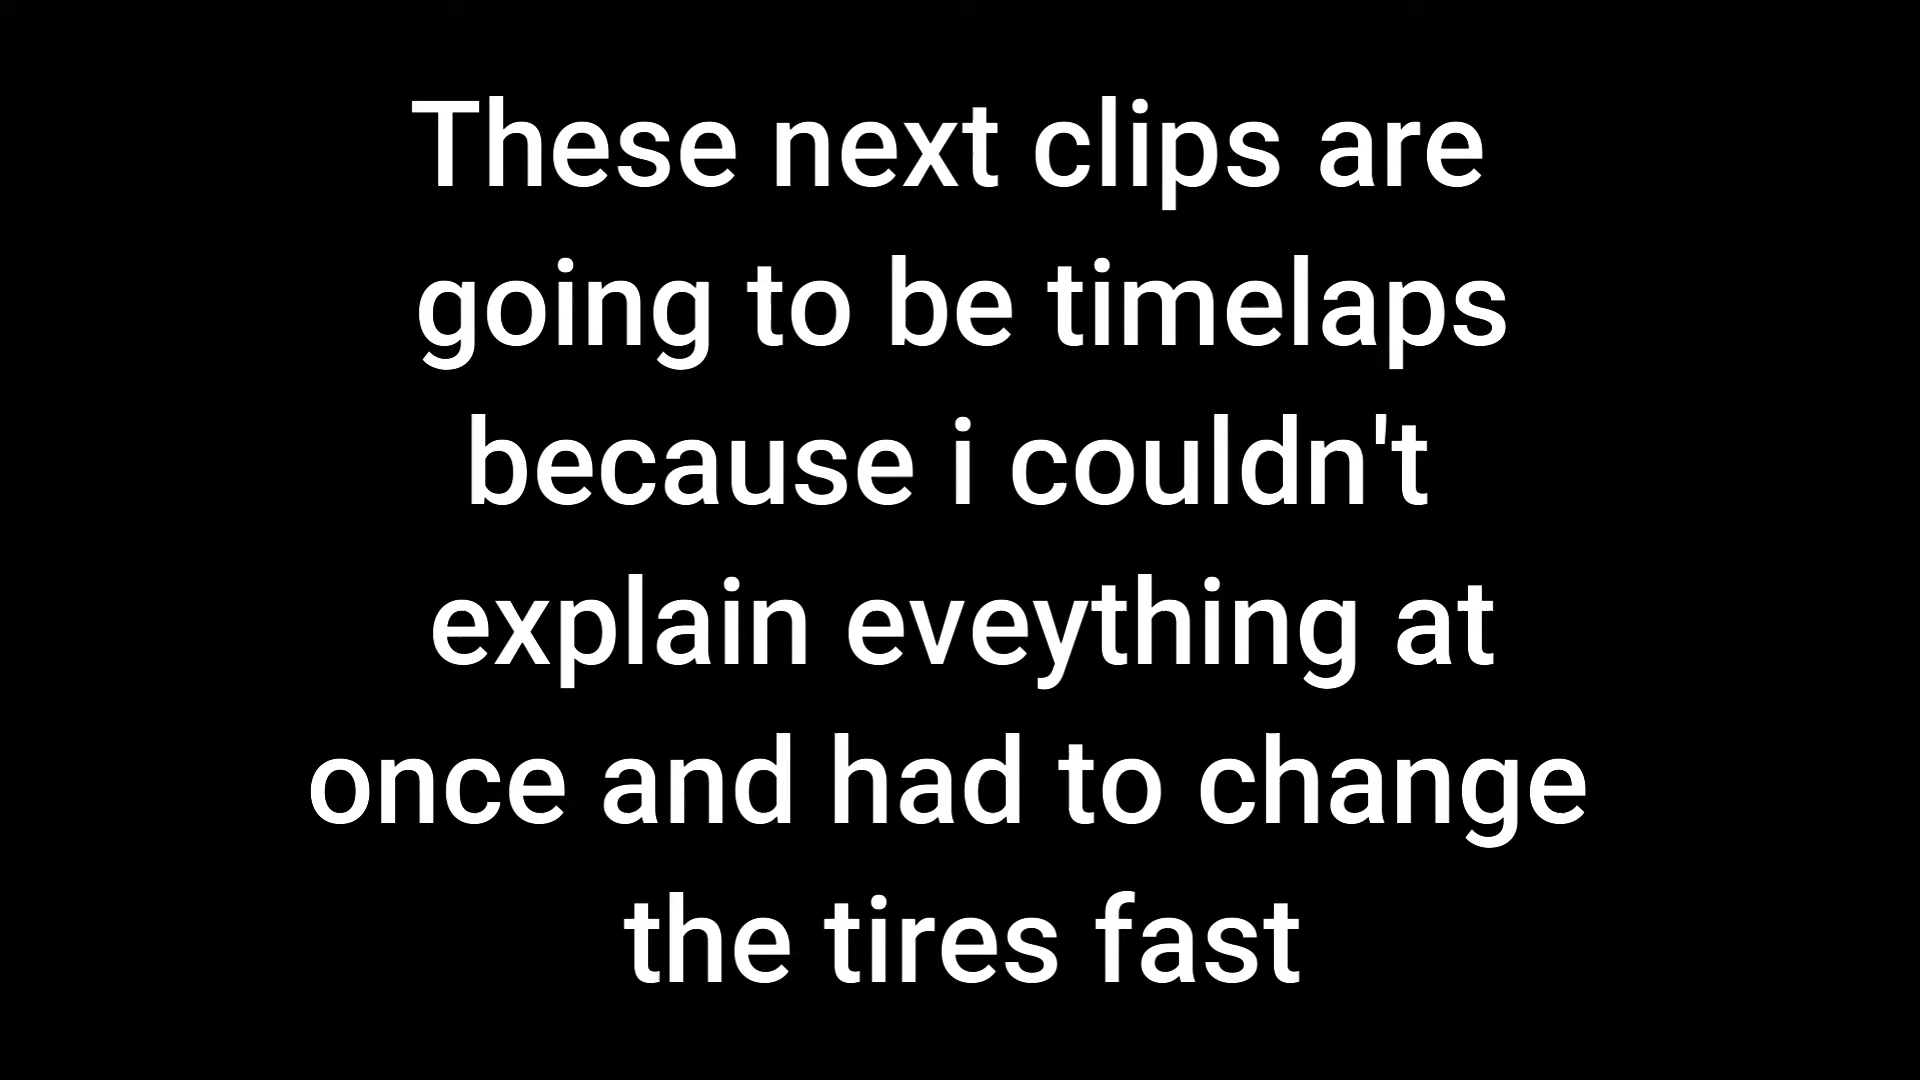 These next clips are
going to be timelaps
because i couldn't
explain eveything at
once and had to change
the tires fast